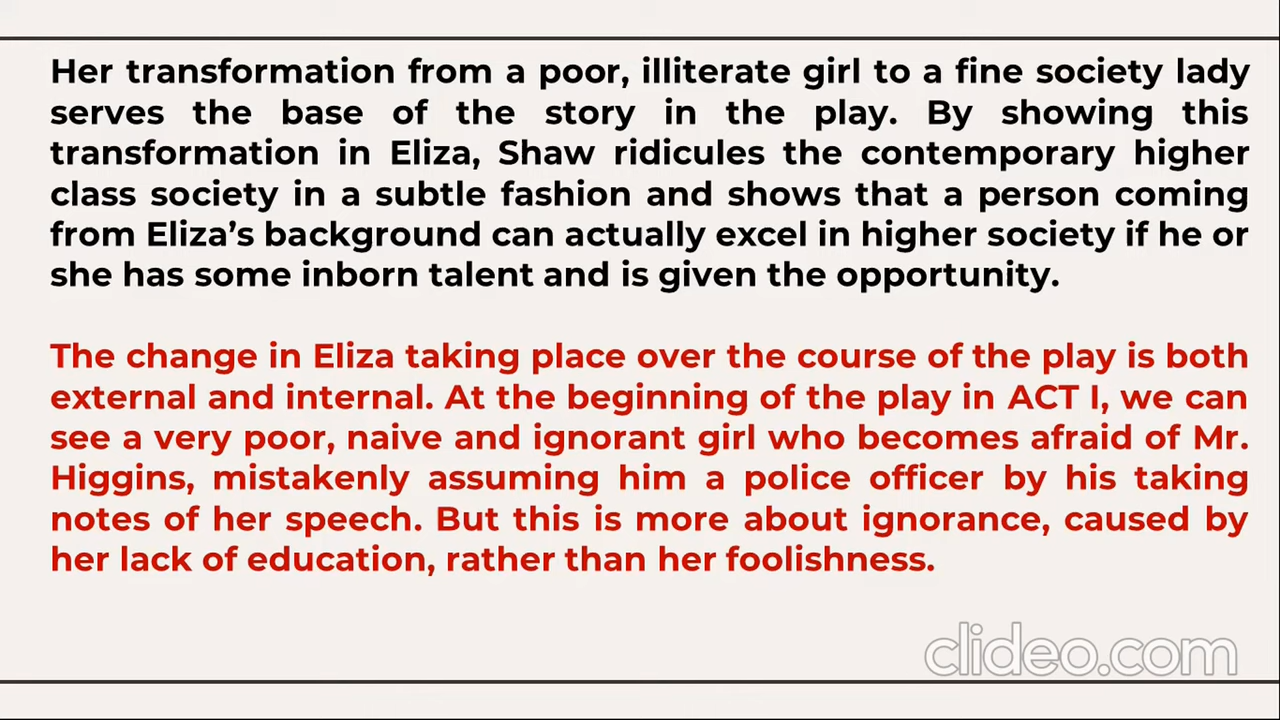 Her transformation from a poor, illiterate girl to a fine society lady
serves the base of the story in the play. By showing this
transformation in Eliza, Shaw ridicules the contemporary higher
class society in a subtle fashion and shows that a person coming
from Eliza’s background can actually excel in higher society if he or
she has some inborn talent and is given the opportunity.
The change in Eliza taking place over the course of the play is both
external and internal. At the beginning of the play in ACT I, we can
see a very poor, naive and ignorant girl who becomes afraid of Mr.
Higgins, mistakenly assuming him a police officer by his taking
notes of her speech. But this is more about ignorance, caused by
her lack of education, rather than her foolishness.
clideo.com